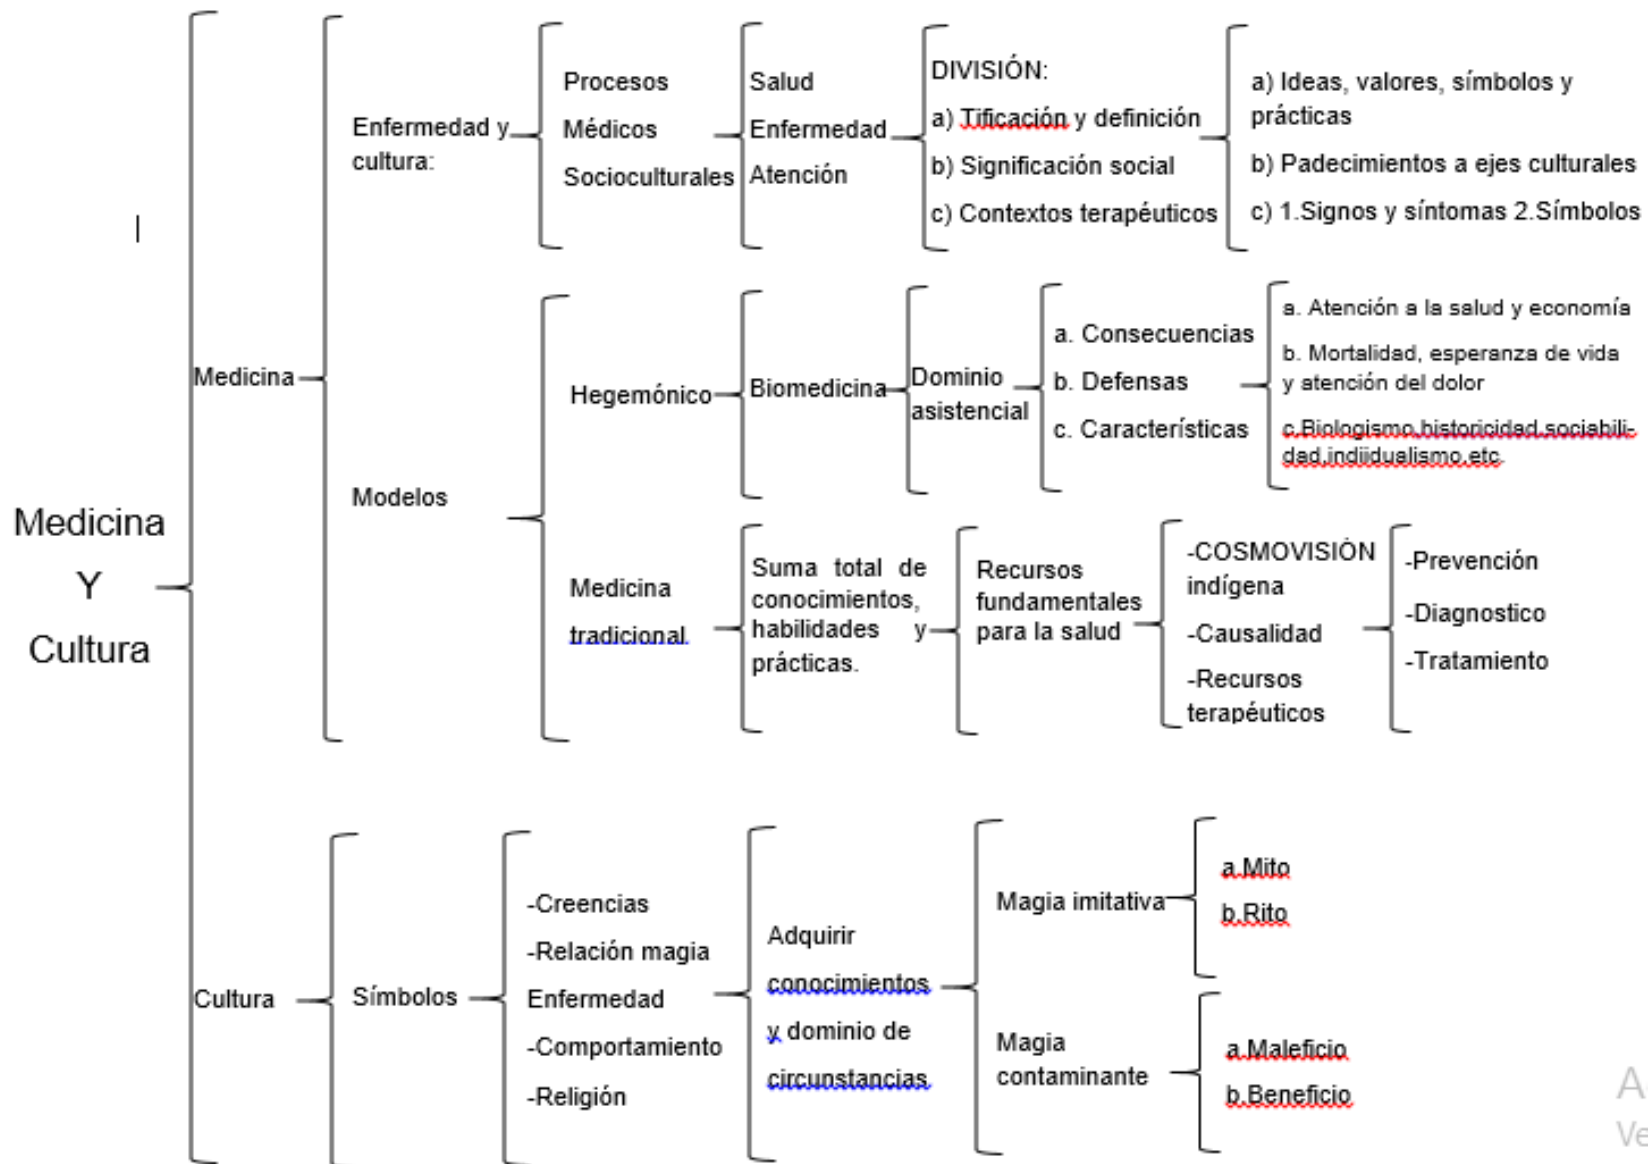 Medicina
Y
Cultura
Medicina
Enfermedad y
cultura:
Procesos
Médicos
Socioculturales
Salud
Enfermedad
Atención
DIVISIÓN:
a) Tificación y definición
b) Significación social
c) Contextos terapéuticos
a) Ideas, valores, símbolos y
prácticas
b) Padecimientos a ejes culturales
c) 1.Signos y síntomas 2.Símbolos
Modelos
Hegemónico
Biomedicina
Dominio
asistencial
a. Consecuencias
b. Defensas
c. Características
a. Atención a la salud y economía
b. Mortalidad, esperanza de vida
y atención del dolor
c.Biologismo,historicidad,sociabili-
dad,indiidualismo,etc.
Medicina
tradicional
Suma total de
conocimientos,
habilidades y
prácticas.
Recursos
fundamentales
para la salud
-COSMOVISIÓN
indígena
-Causalidad
-Recursos
terapéuticos
-Prevención
-Diagnostico
-Tratamiento
Cultura
Símbolos
-Creencias
-Relación magia
Enfermedad
-Comportamiento
-Religión
Adquirir
conocimientos
y dominio de
circunstancias
Magia imitativa
a.Mito
b.Rito
Magia
contaminante
a.Maleficio
b.Beneficio
A
Ve